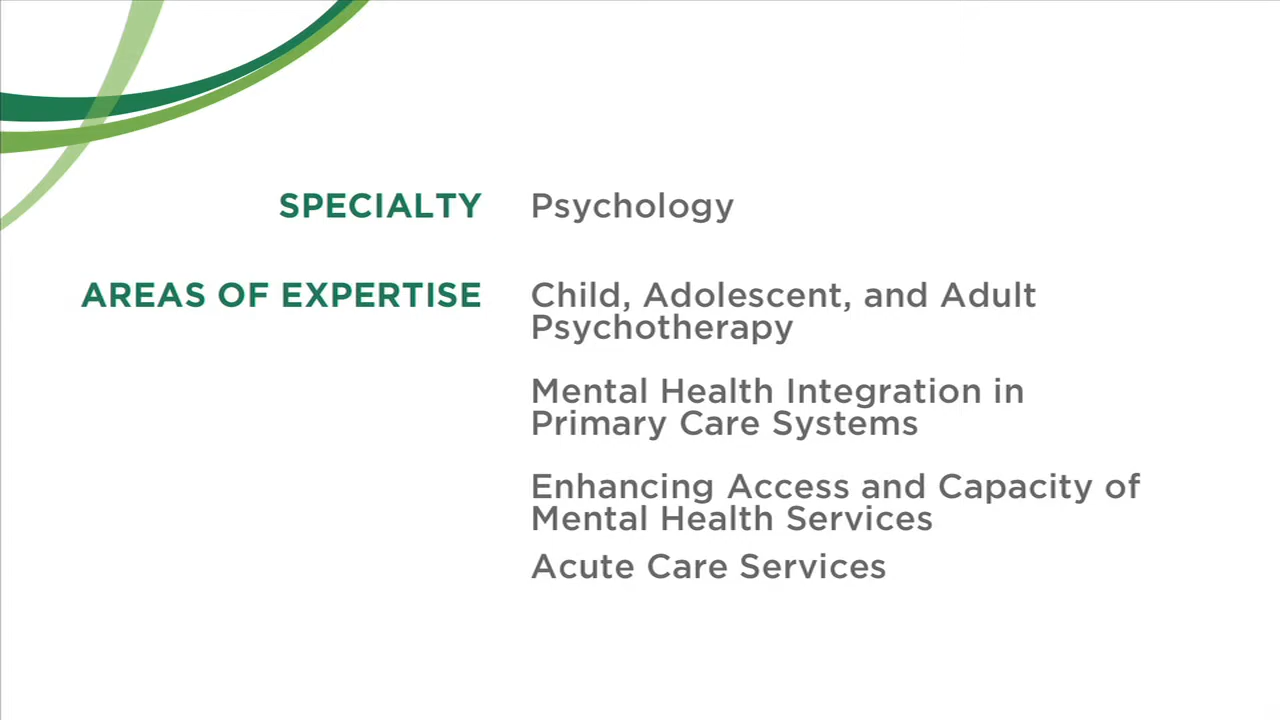 SPECIALTY Psychology
AREAS OF EXPERTISE Child, Adolescent, and Adult
Psychotherapy
Mental Health Integration in
Primary Care Systems
Enhancing Access and Capacity of
Mental Health Services
Acute Care Services